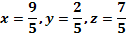 x = 9/5, y = 2/5, z = 7/5